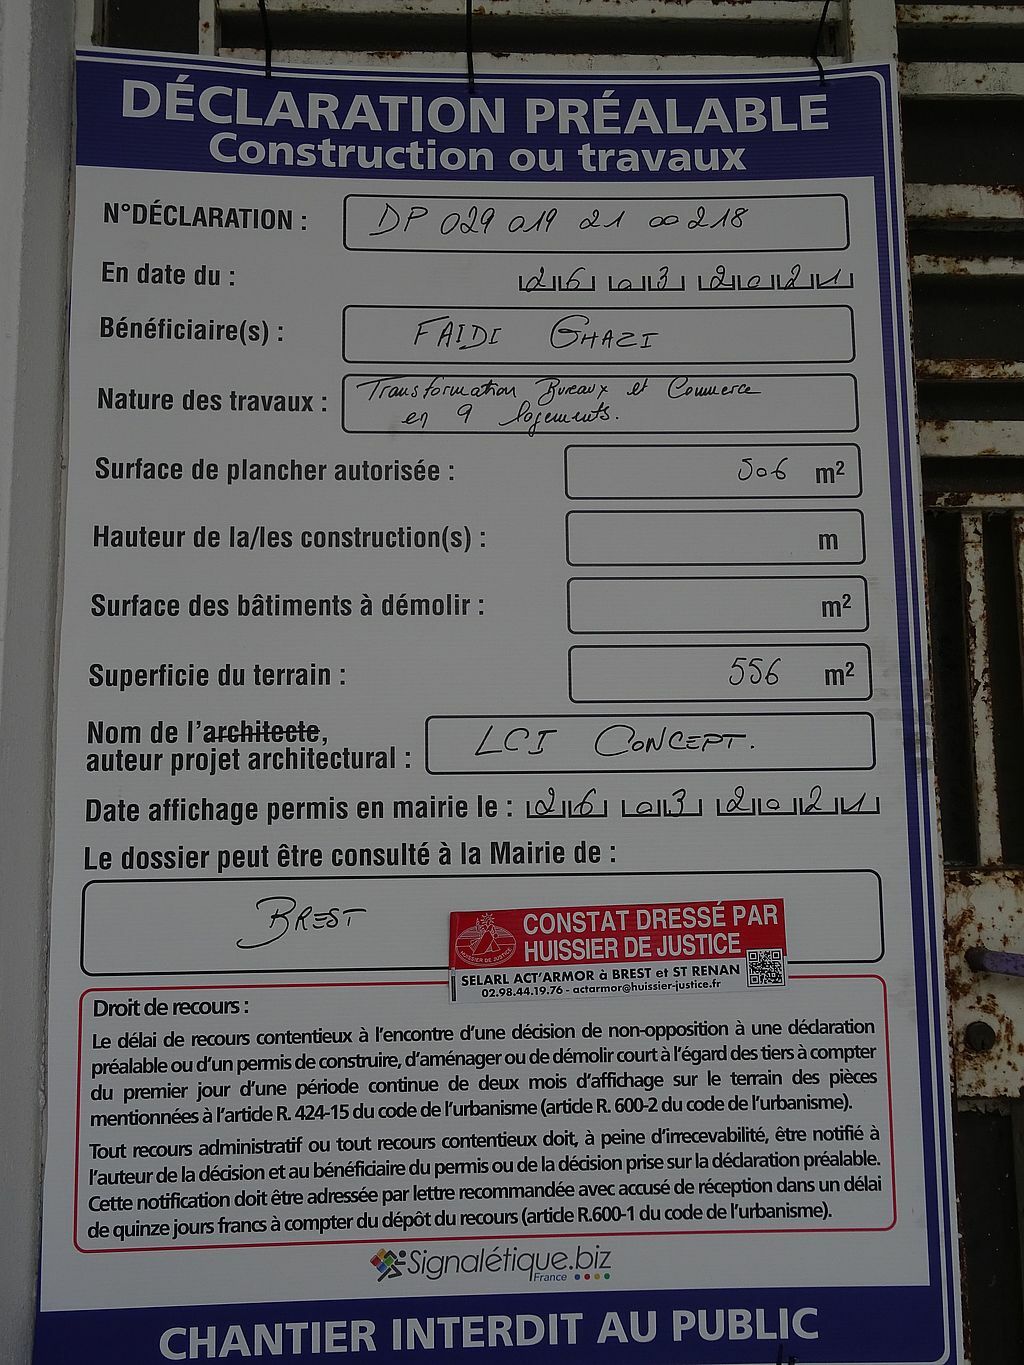 DÉCLARATION PRÉALABLE
Construction ou travaux
N°DÉCLARATION : DP 029 019 21 00218
En date du : 26 03 2021
Bénéficiaire(s) : FAIDI GHAZI
Nature des travaux : Transformation Bureaux et Commerce
en 9 logements.
Surface de plancher autorisée : 506 m²
Hauteur de la/les construction(s) : m
Surface des bâtiments à démolir : m²
Superficie du terrain : 556 m²
Nom de l'architecte,
auteur projet architectural : LCI CONCEPT.
Date affichage permis en mairie le : 26 03 2021
Le dossier peut être consulté à la Mairie de :
BREST
CONSTAT DRESSÉ PAR
HUISSIER DE JUSTICE
HUISSIER DE JUSTICE
SELARL ACT'ARMOR à BREST et ST RENAN
02.98.44.19.76 - actarmor@huissier-justice.fr
Droit de recours :
Le délai de recours contentieux à l'encontre d'une décision de non-opposition à une déclaration
préalable ou d'un permis de construire, d'aménager ou de démolir court à l'égard des tiers à compter
du premier jour d'une période continue de deux mois d'affichage sur le terrain des pièces
mentionnées à l'article R. 424-15 du code de l'urbanisme (article R. 600-2 du code de l'urbanisme).
Tout recours administratif ou tout recours contentieux doit, à peine d'irrecevabilité, être notifié à
l'auteur de la décision et au bénéficiaire du permis ou de la décision prise sur la déclaration préalable.
Cette notification doit être adressée par lettre recommandée avec accusé de réception dans un délai
de quinze jours francs à compter du dépôt du recours (article R.600-1 du code de l'urbanisme).
Signalétique.biz
France
CHANTIER INTERDIT AU PUBLIC